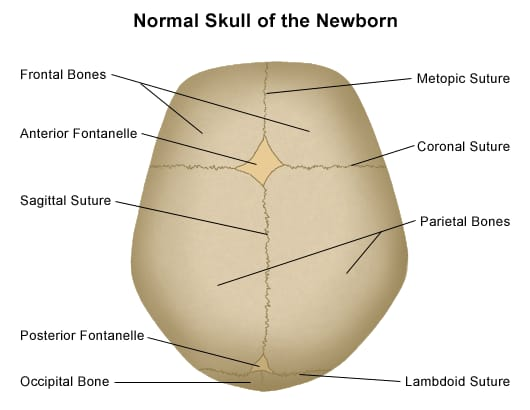 Normal Skull of the Newborn
Frontal Bones
Metopic Suture
Anterior Fontanelle
Coronal Suture
Sagittal Suture
Parietal Bones
Posterior Fontanelle
Occipital Bone
Lambdoid Suture